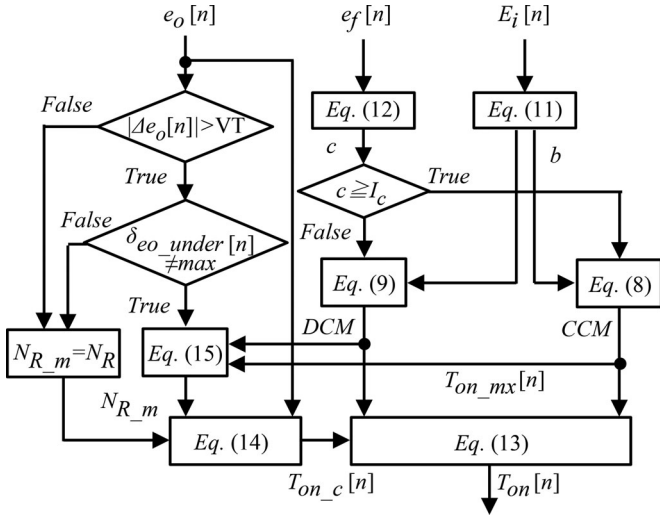 e_o[n]
e_f[n]
E_i[n]
False
|Δe_o[n]|>VT
Eq. (12)
Eq. (11)
c
b
True
c≧I_c
True
False
δ_eo_under[n]
≠max
False
Eq. (9)
Eq. (8)
True
DCM
CCM
N_R_m=N_R
Eq. (15)
T_on_mx[n]
N_R_m
Eq. (14)
Eq. (13)
T_on_c[n]
T_on[n]